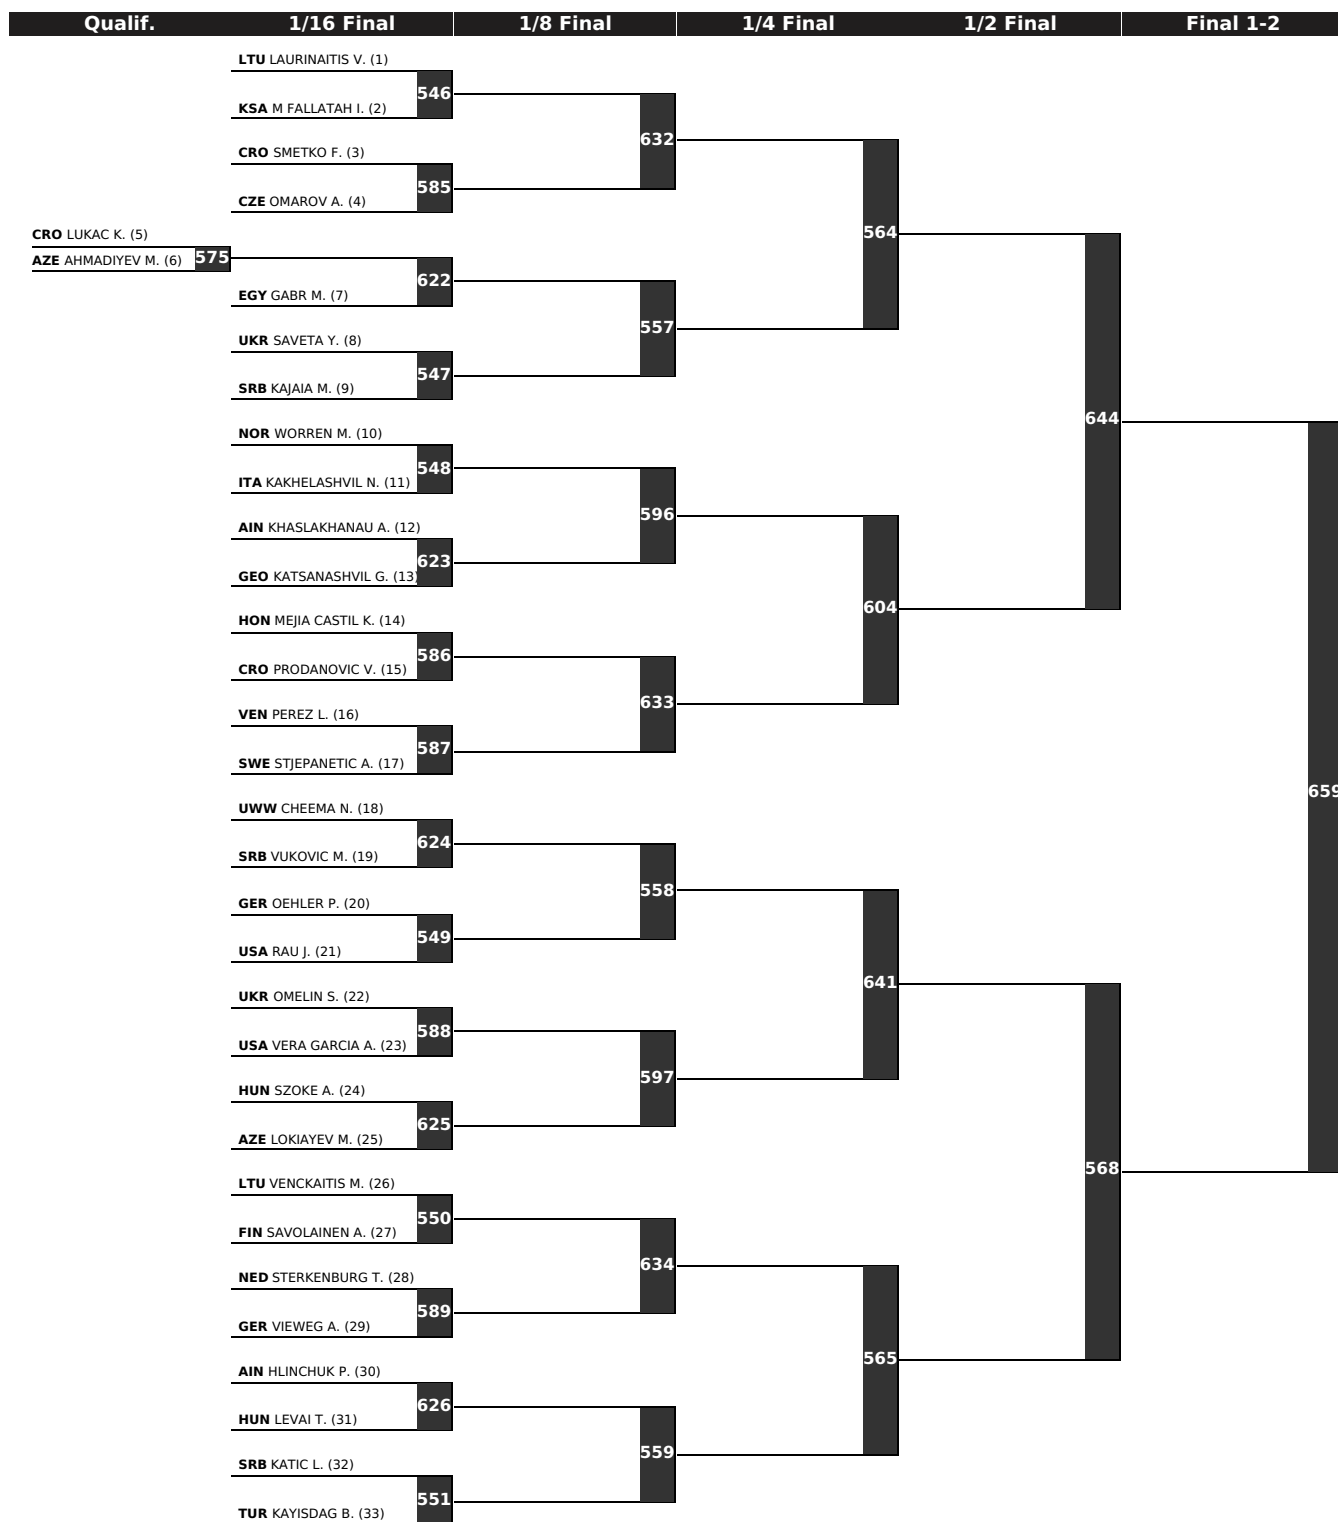 Qualif. 1/16 Final 1/8 Final 1/4 Final 1/2 Final Final 1-2
LTU LAURINAITIS V. (1)
546
KSA M FALLATAH I. (2)
632
CRO SMETKO F. (3)
585
CZE OMAROV A. (4)
564
CRO LUKAC K. (5)
575
AZE AHMADIYEV M. (6)
622
EGY GABR M. (7)
557
UKR SAVETA Y. (8)
547
SRB KAJAIA M. (9)
644
NOR WORREN M. (10)
548
ITA KAKHELASHVIL N. (11)
596
AIN KHASLAKHANAU A. (12)
623
GEO KATSANASHVIL G. (13)
604
HON MEJIA CASTIL K. (14)
586
CRO PRODANOVIC V. (15)
633
VEN PEREZ L. (16)
587
SWE STJEPANETIC A. (17)
659
UWW CHEEMA N. (18)
624
SRB VUKOVIC M. (19)
558
GER OEHLER P. (20)
549
USA RAU J. (21)
641
UKR OMELIN S. (22)
588
USA VERA GARCIA A. (23)
597
HUN SZOKE A. (24)
625
AZE LOKIAYEV M. (25)
568
LTU VENCKAITIS M. (26)
550
FIN SAVOLAINEN A. (27)
634
NED STERKENBURG T. (28)
589
GER VIEWEG A. (29)
565
AIN HLINCHUK P. (30)
626
HUN LEVAI T. (31)
559
SRB KATIC L. (32)
551
TUR KAYISDAG B. (33)